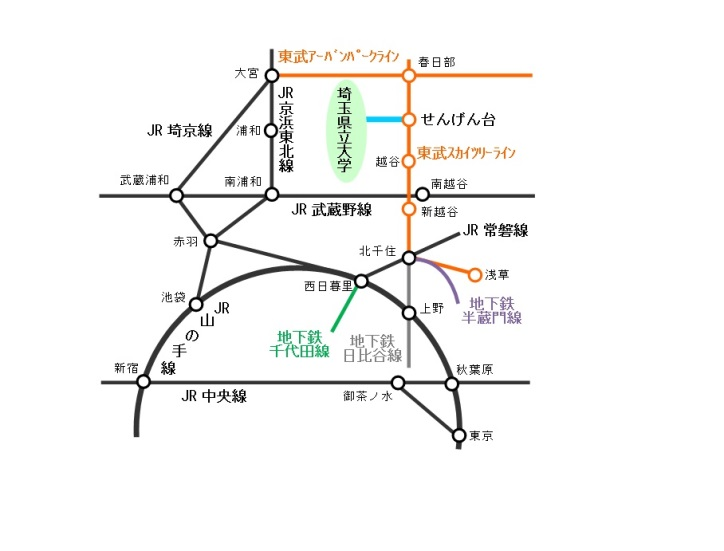 東武ｱｰﾊﾞﾝﾊﾟｰｸﾗｲﾝ
春日部
大宮
JR京浜東北線
埼玉県立大学
せんげん台
JR 埼京線
浦和
越谷
東武ｽｶｲﾂﾘｰﾗｲﾝ
武蔵浦和
南浦和
南越谷
JR 武蔵野線
新越谷
赤羽
北千住
JR 常磐線
浅草
池袋
西日暮里
JR
山の手線
上野
地下鉄
半蔵門線
地下鉄
千代田線
地下鉄
日比谷線
新宿
秋葉原
JR 中央線
御茶ノ水
東京